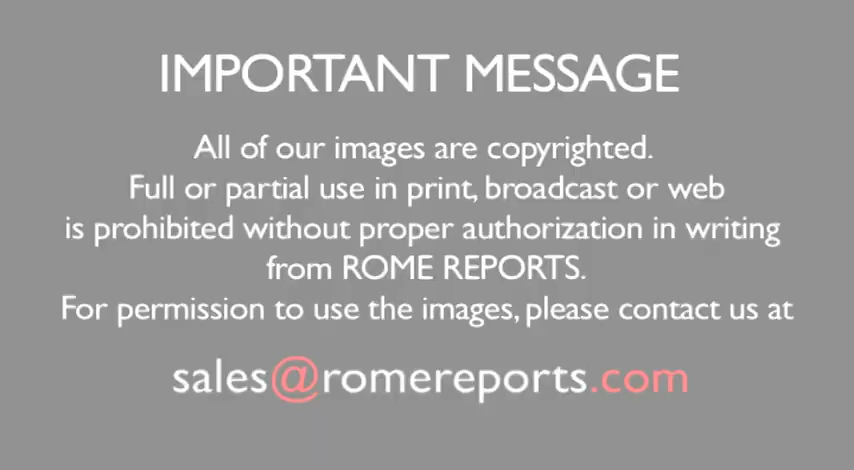 IMPORTANT MESSAGE
All of our images are copyrighted.
Full or partial use in print, broadcast or web
is prohibited without proper authorization in writing
from ROME REPORTS.
For permission to use the images, please contact us at
sales@romereports.com